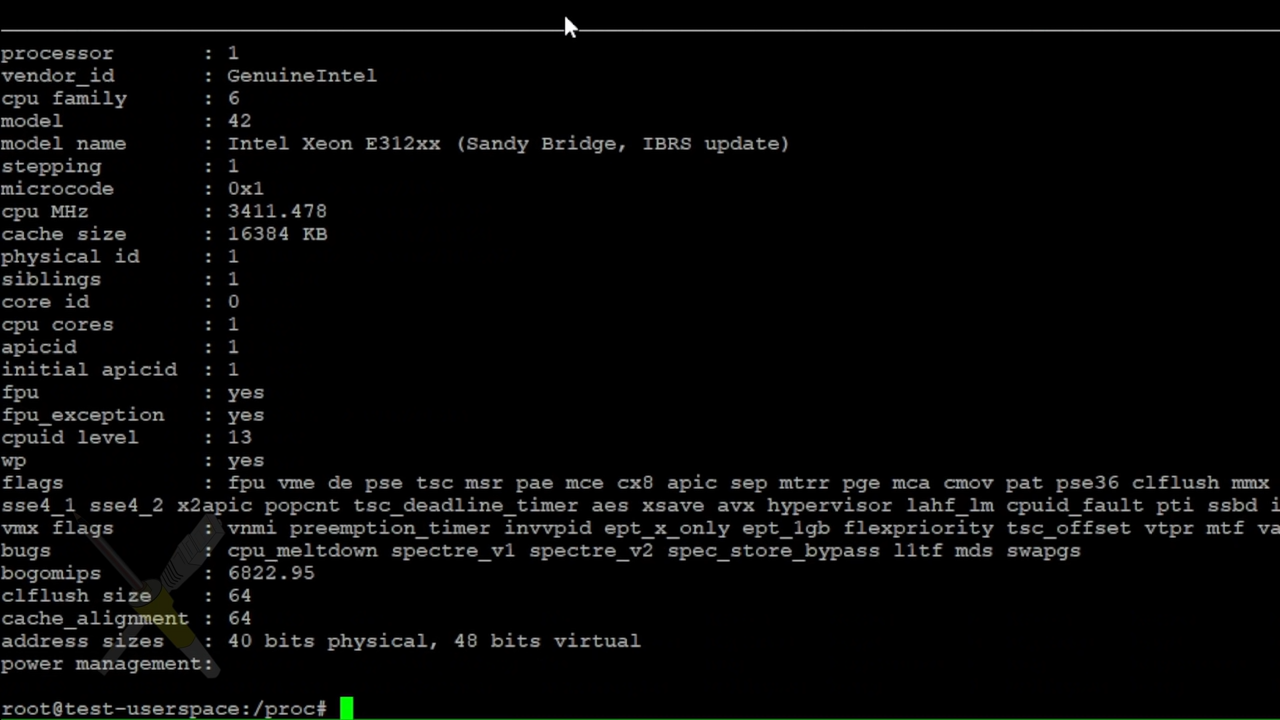 processor : 1
vendor_id : GenuineIntel
cpu family : 6
model : 42
model name : Intel Xeon E312xx (Sandy Bridge, IBRS update)
stepping : 1
microcode : 0x1
cpu MHz : 3411.478
cache size : 16384 KB
physical id : 1
siblings : 1
core id : 0
cpu cores : 1
apicid : 1
initial apicid : 1
fpu : yes
fpu_exception : yes
cpuid level : 13
wp : yes
flags : fpu vme de pse tsc msr pae mce cx8 apic sep mtrr pge mca cmov pat pse36 clflush mmx
sse4_1 sse4_2 x2apic popcnt tsc_deadline_timer aes xsave avx hypervisor lahf_lm cpuid_fault pti ssbd
vmx flags : vnmi preemption_timer invvpid ept_x_only ept_1gb flexpriority tsc_offset vtpr mtf
bugs : cpu_meltdown spectre_v1 spectre_v2 spec_store_bypass l1tf mds swapgs
bogomips : 6822.95
clflush size : 64
cache_alignment : 64
address sizes : 40 bits physical, 48 bits virtual
power management:
root@test-userspace:/proc#